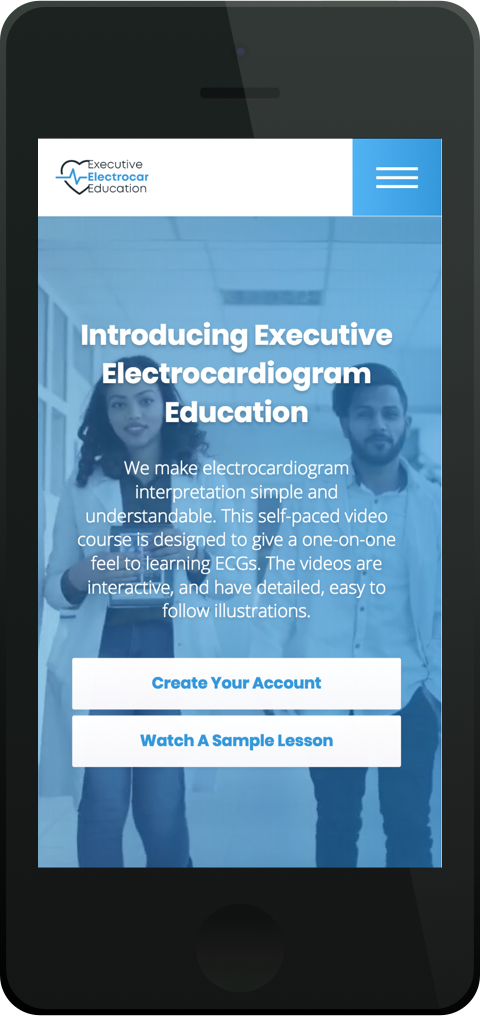 Executive
Electrocar
Education
Introducing Executive
Electrocardiogram
Education
We make electrocardiogram
interpretation simple and
understandable. This self-paced video
course is designed to give a one-on-one
feel to learning ECGs. The videos are
interactive, and have detailed, easy to
follow illustrations.
Create Your Account
Watch A Sample Lesson